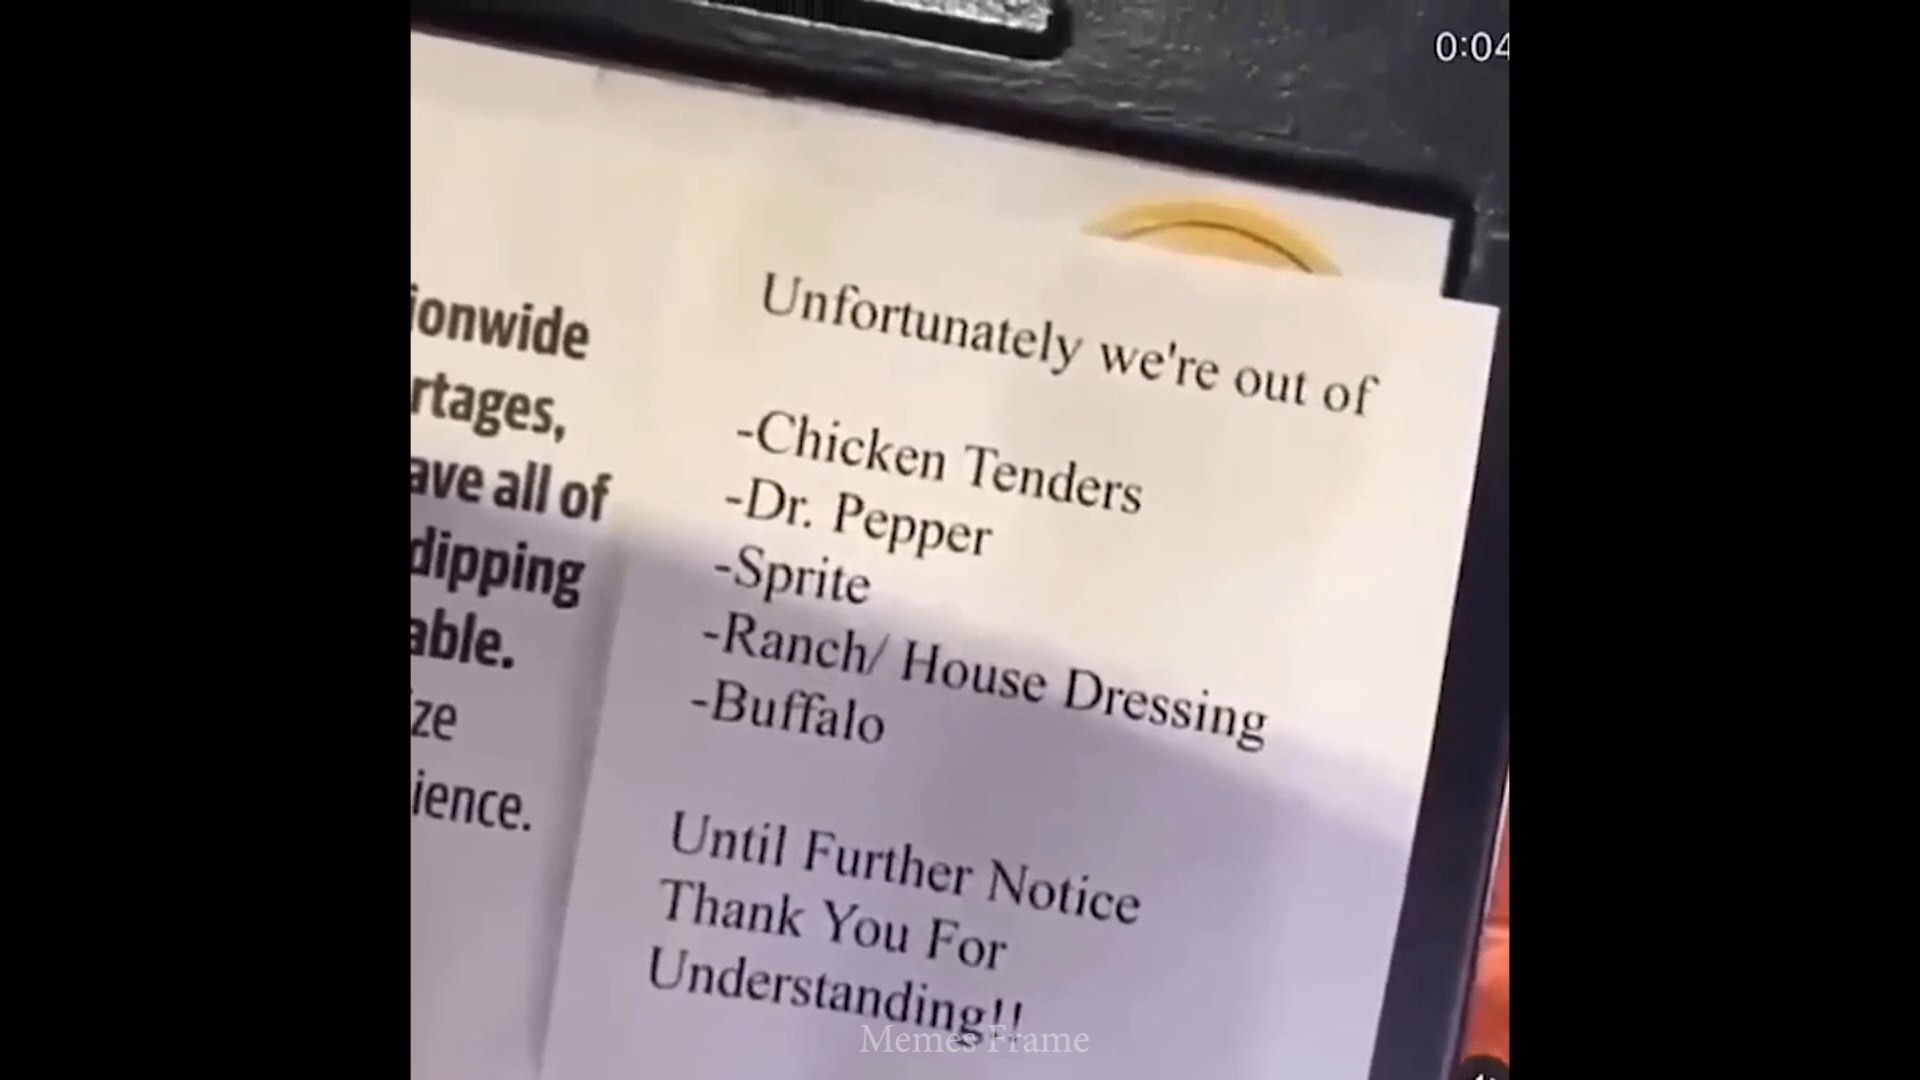 0:04
ionwide
rtages,
ave all of
dipping
able.
ze
ience.
Unfortunately we're out of
-Chicken Tenders
-Dr. Pepper
-Sprite
-Ranch/ House Dressing
-Buffalo
Until Further Notice
Thank You For
Understanding!!
Memes Frame